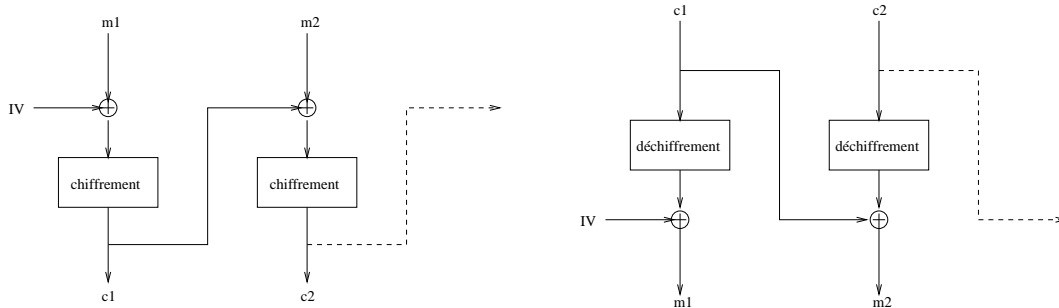 m1
m2
IV
chiffrement
chiffrement
c1
c2
c1
c2
déchiffrement
déchiffrement
IV
m1
m2